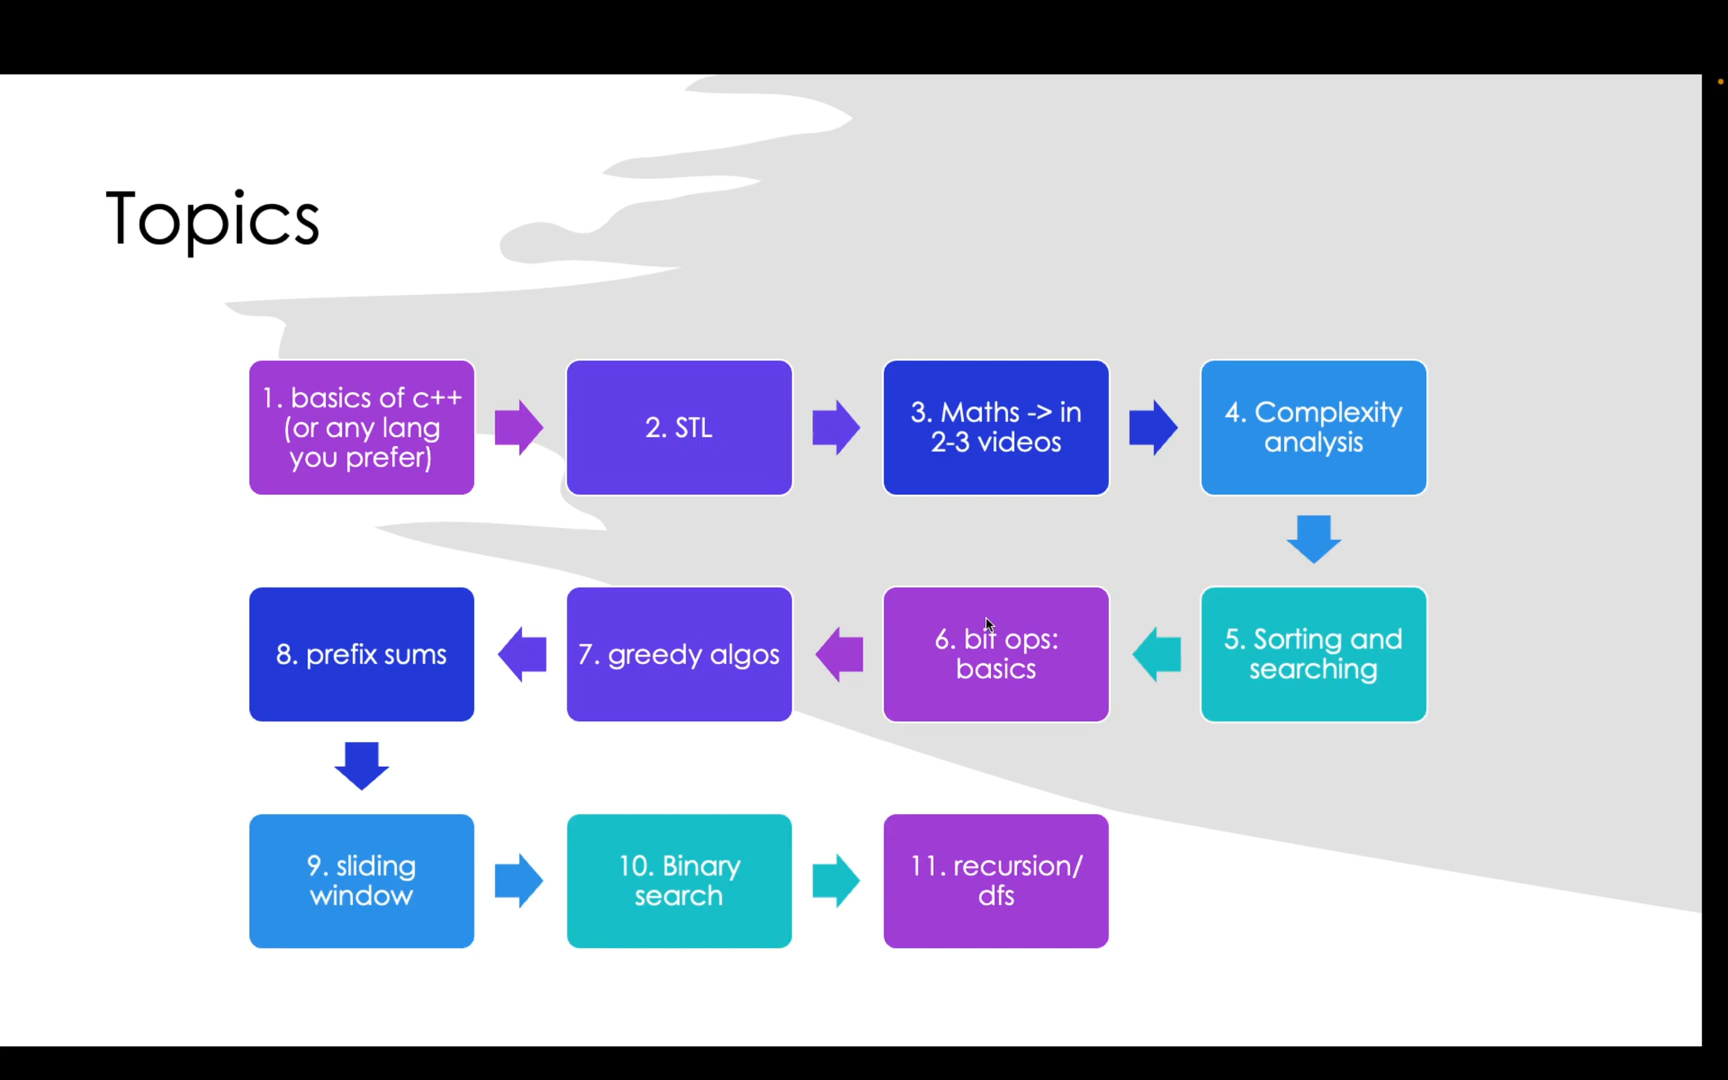 Topics
1. basics of c++
(or any lang
you prefer)
2. STL
3. Maths -> in
2-3 videos
4. Complexity
analysis
5. Sorting and
searching
6. bit ops:
basics
7. greedy algos
8. prefix sums
9. sliding
window
10. Binary
search
11. recursion/
dfs